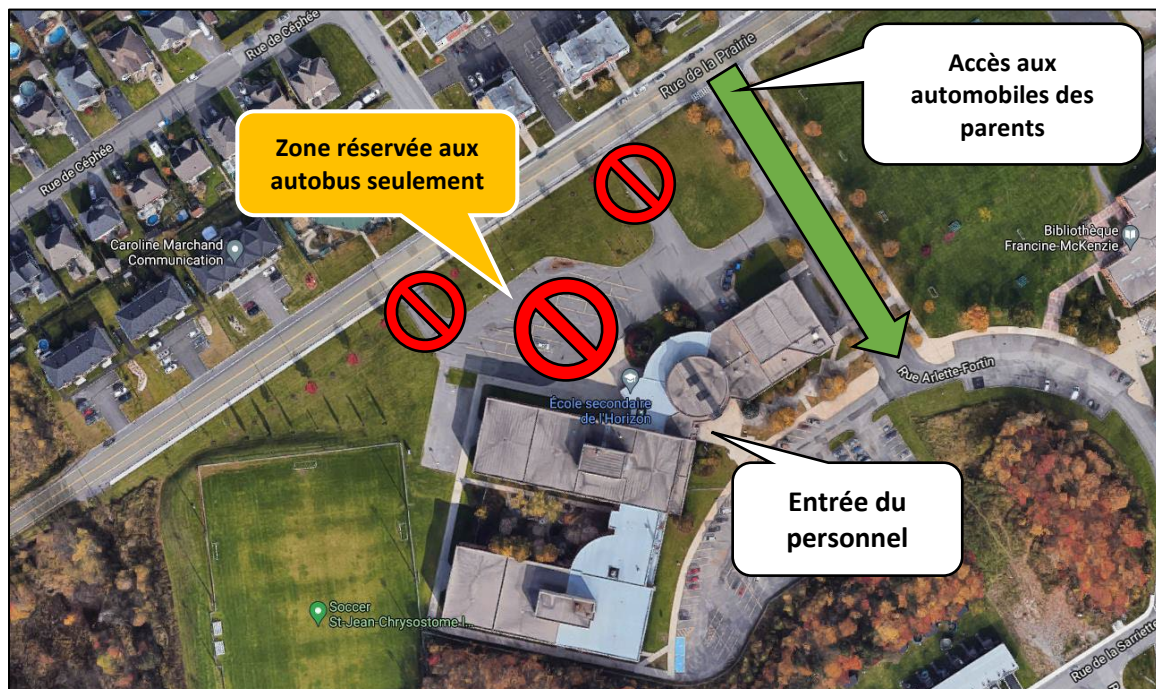 Rue de Céphée
Rue de la Prairie
Accès aux
automobiles des
parents
Zone réservée aux
autobus seulement
Rue de Céphée
Caroline Marchand
Communication
Bibliothèque
Francine-McKenzie
Rue Arlette-Fortin
École secondaire
de l'Horizon
Entrée du
personnel
Soccer
St-Jean-Chrysostome-l...
Rue de la Sarriette
R